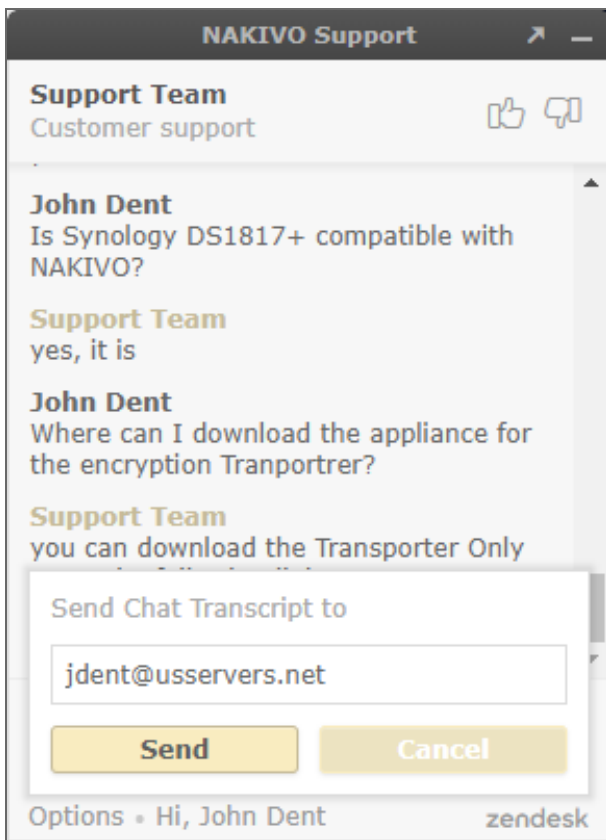 NAKIVO Support
Support Team
Customer support
John Dent
Is Synology DS1817+ compatible with
NAKIVO?
Support Team
yes, it is
John Dent
Where can I download the appliance for
the encryption Tranportrer?
Support Team
you can download the Transporter Only
Send Chat Transcript to
jdent@usservers.net
Send
Cancel
Options • Hi, John Dent
zendesk